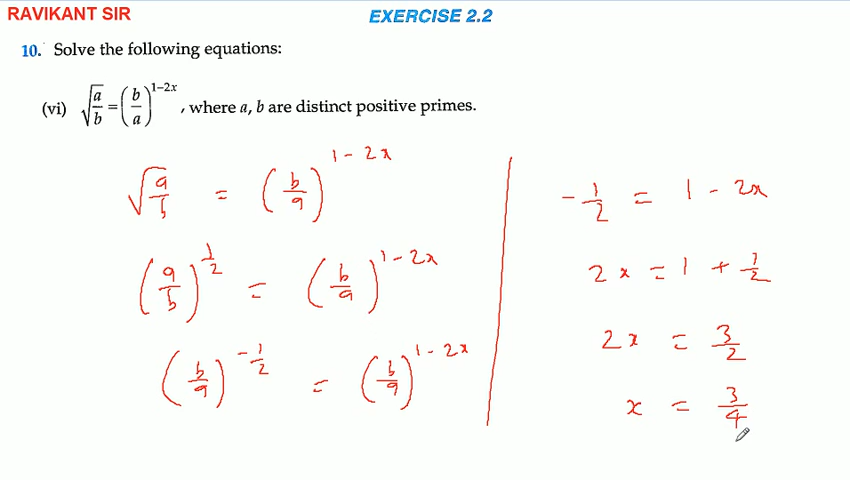 RAVIKANT SIR
EXERCISE 2.2
10. Solve the following equations:
(vi) √(a/b) = (b/a)^(1–2x), where a, b are distinct positive primes.
√(a/b) = (b/a)^(1 - 2x)
(a/b)^(1/2) = (b/a)^(1 - 2x)
(b/a)^(-1/2) = (b/a)^(1 - 2x)
-1/2 = 1 - 2x
2x = 1 + 1/2
2x = 3/2
x = 3/4